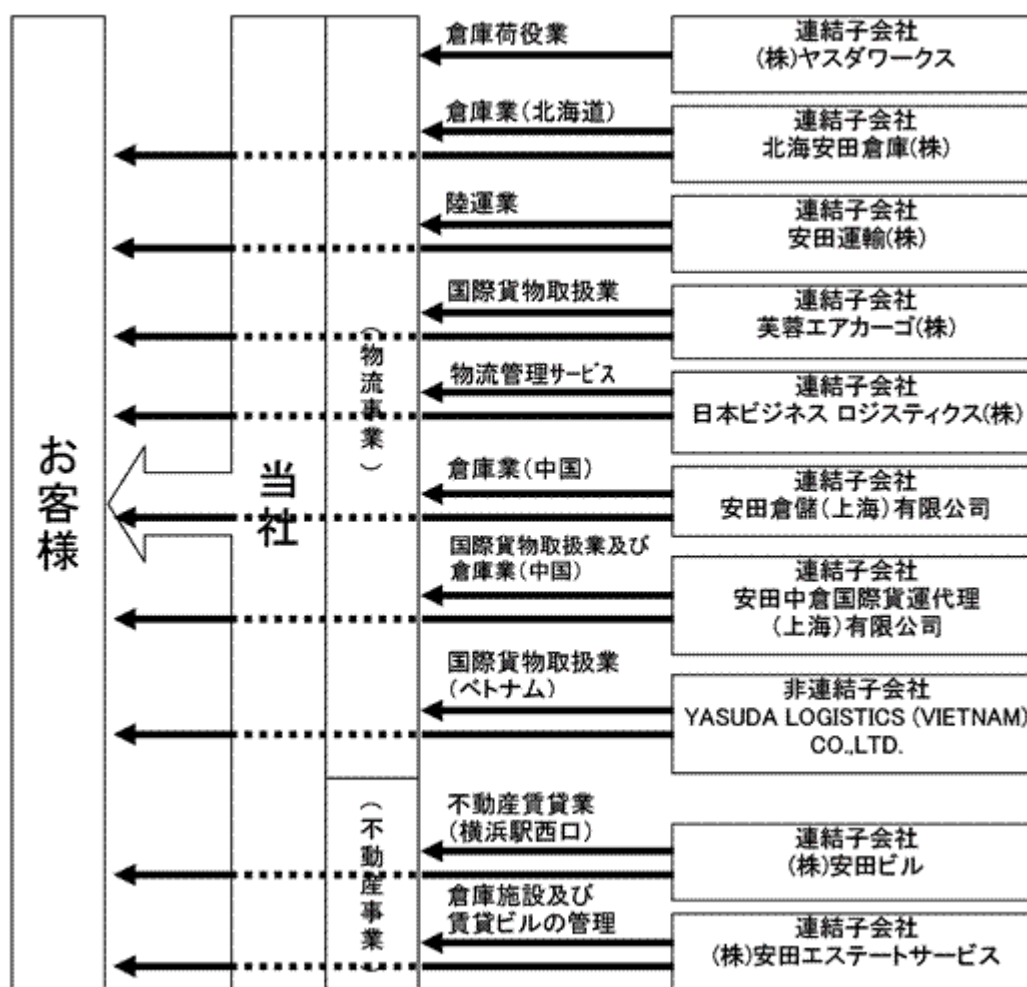 お客様
当社
(物流事業)
(不動産事業)
倉庫荷役業
連結子会社
(株)ヤスダワークス
倉庫業(北海道)
連結子会社
北海安田倉庫(株)
陸運業
連結子会社
安田運輸(株)
国際貨物取扱業
連結子会社
芙蓉エアカーゴ(株)
物流管理サービス
連結子会社
日本ビジネス ロジスティクス(株)
倉庫業(中国)
連結子会社
安田倉儲(上海)有限公司
国際貨物取扱業及び
倉庫業(中国)
連結子会社
安田中倉国際貨運代理
(上海)有限公司
国際貨物取扱業
(ベトナム)
非連結子会社
YASUDA LOGISTICS (VIETNAM)
CO.,LTD.
不動産賃貸業
(横浜駅西口)
連結子会社
(株)安田ビル
倉庫施設及び
賃貸ビルの管理
連結子会社
(株)安田エステートサービス